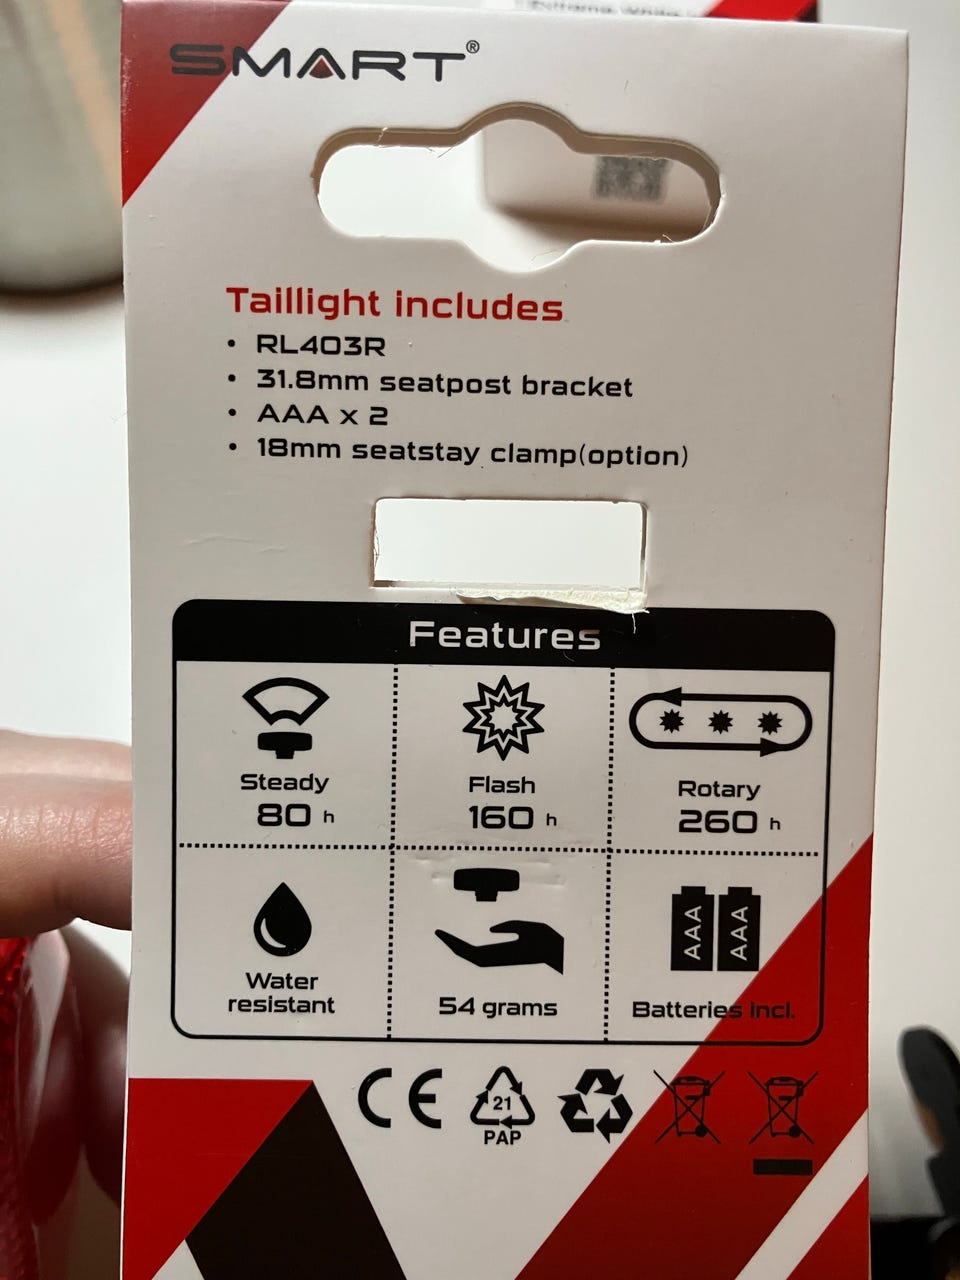 SMART®
Taillight includes
• RL403R
• 31.8mm seatpost bracket
• AAA x 2
• 18mm seatstay clamp(option)
Features
Steady
80 h
Flash
160 h
Rotary
260 h
Water
resistant
54 grams
AAA AAA
Batteries incl.
CE
21
PAP